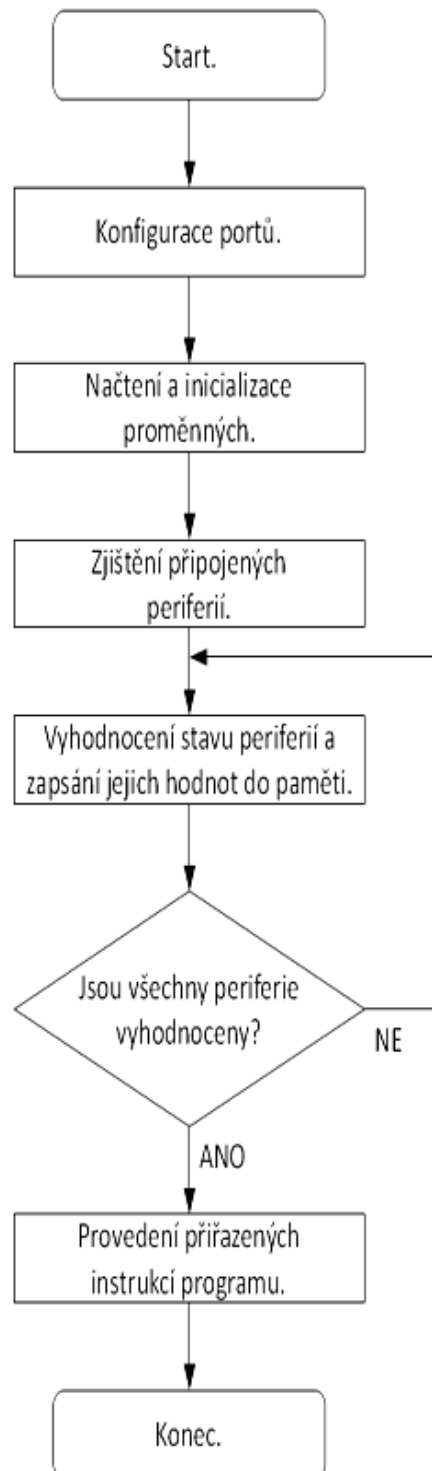 Start.
Konfigurace portů.
Načtení a inicializace
proměnných.
Zjištění připojených
periferií.
Vyhodnocení stavu periferií a
zapsání jejich hodnot do paměti.
Jsou všechny periferie
vyhodnoceny?
NE
ANO
Provedení přiřazených
instrukcí programu.
Konec.